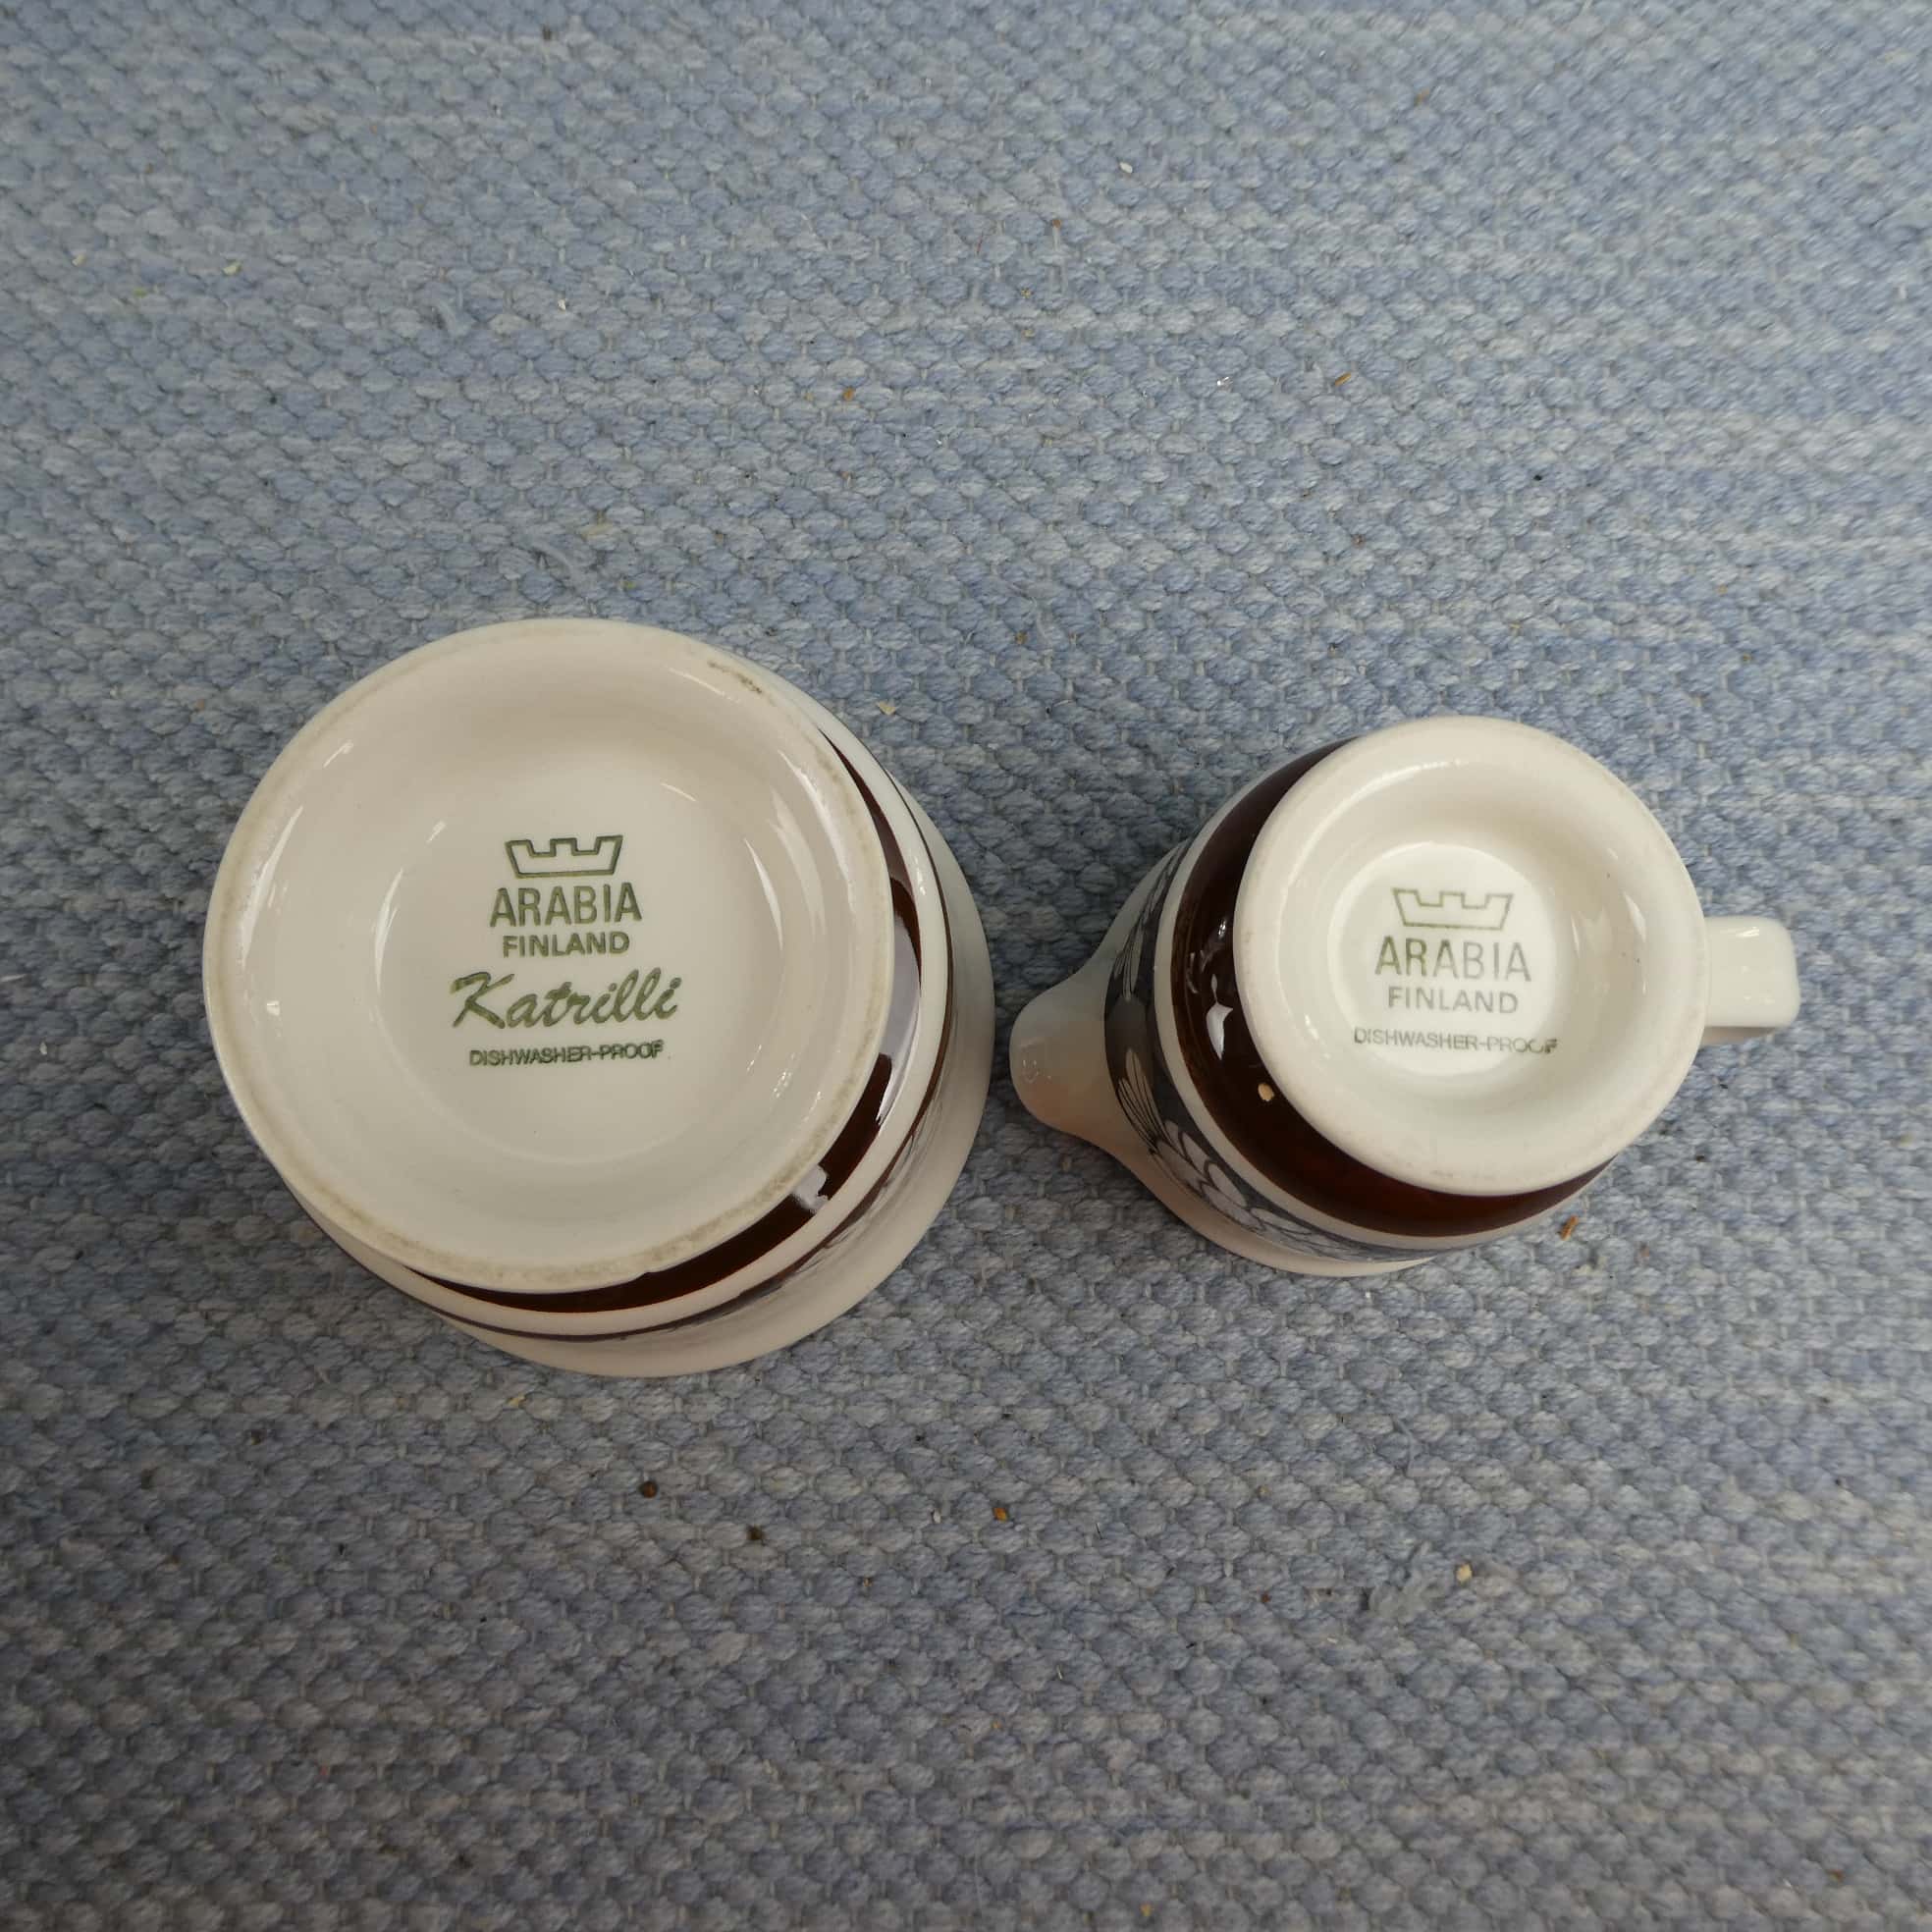 ARABIA
FINLAND
Katrilli
DISHWASHER-PROOF
ARABIA
FINLAND
DISHWASHER-PROOF